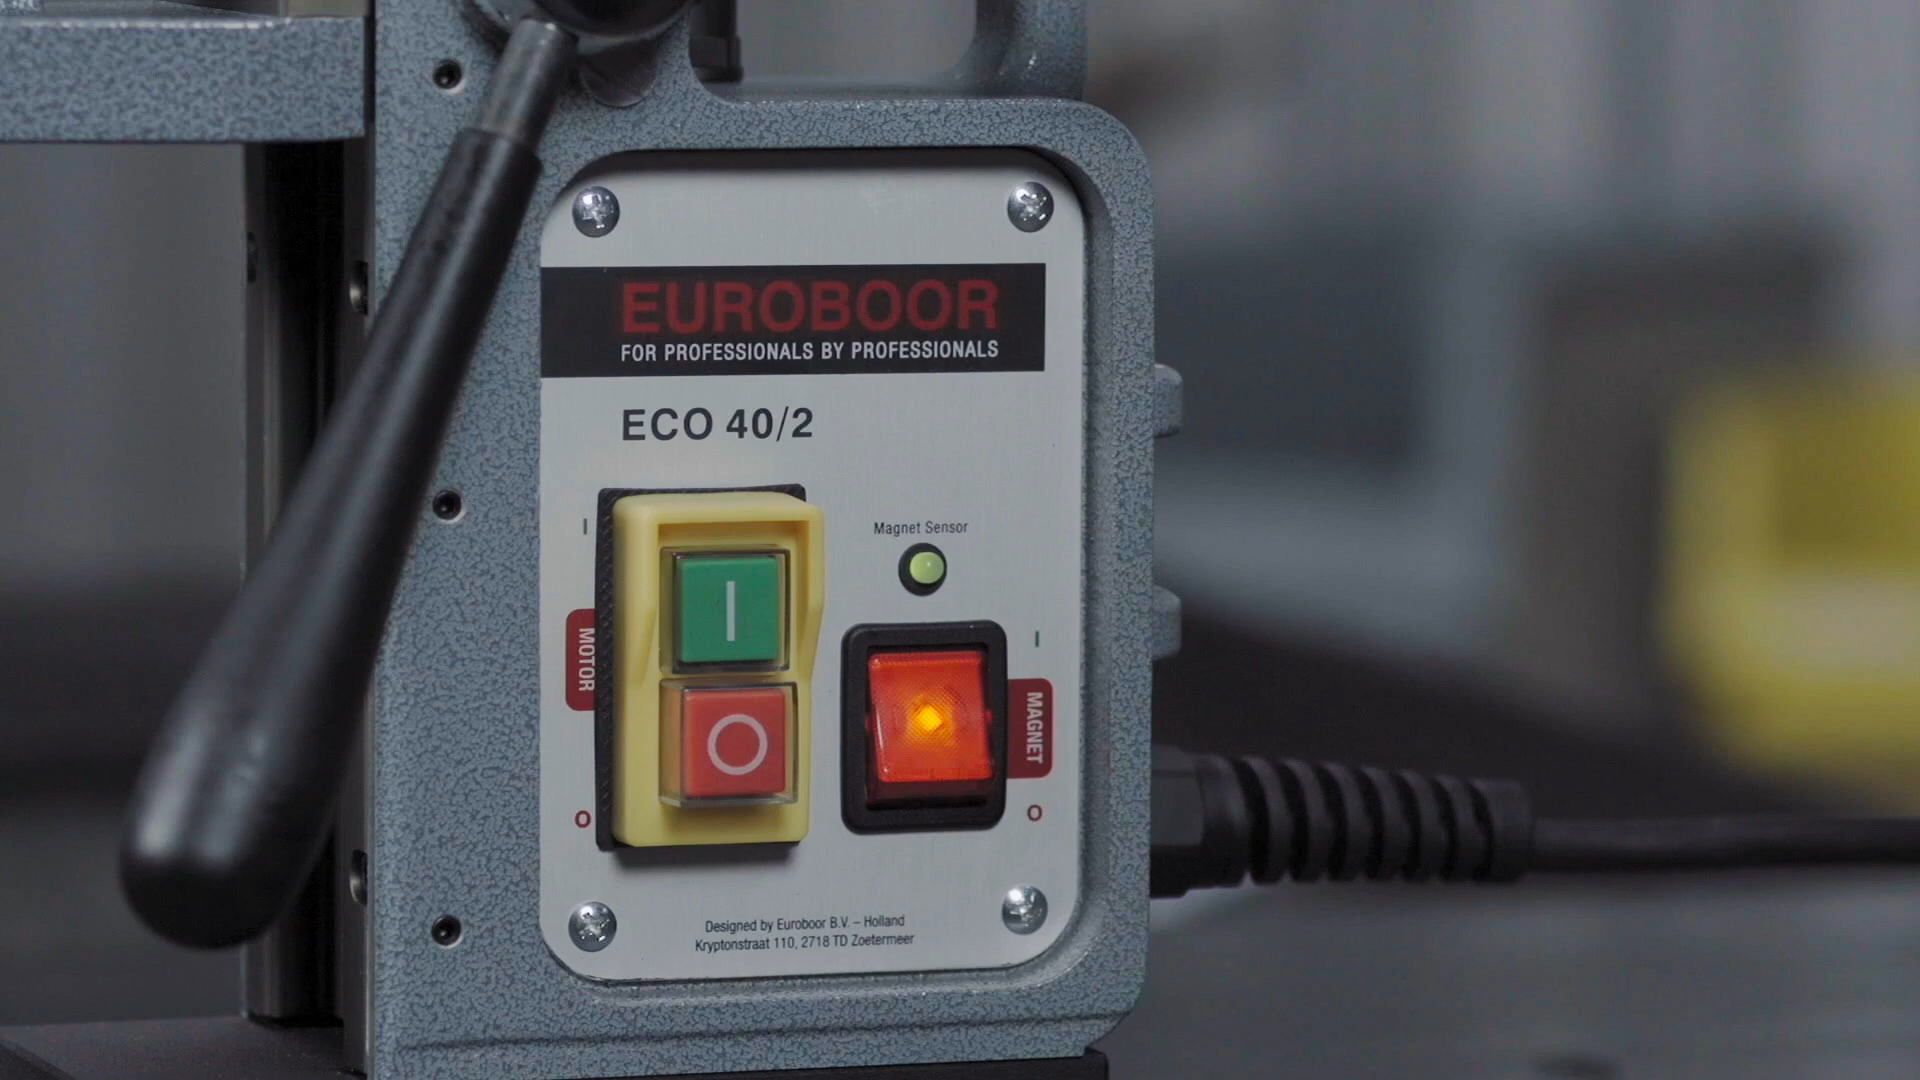 EUROBOOR
FOR PROFESSIONALS BY PROFESSIONALS
ECO 40/2
Magnet Sensor
I
I
I
MOTOR
MAGNET
O
O
O
Designed by Euroboor B.V. – Holland
Kryptonstraat 110, 2718 TD Zoetermeer